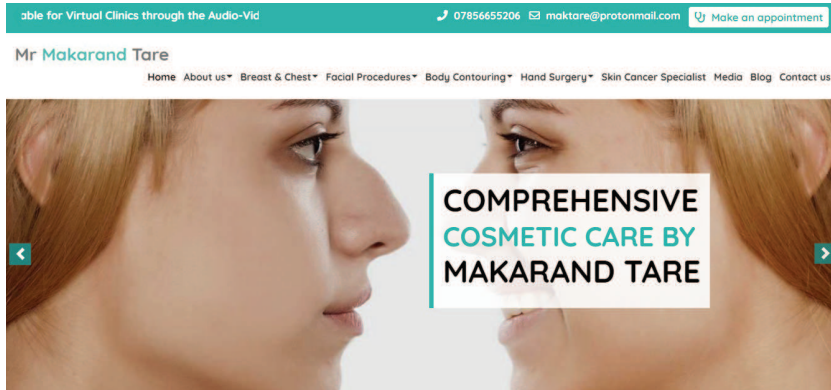 able for Virtual Clinics through the Audio-Vid
07856655206 maktare@protonmail.com Make an appointment
Mr Makarand Tare
Home About us Breast & Chest Facial Procedures Body Contouring Hand Surgery Skin Cancer Specialist Media Blog Contact us
COMPREHENSIVE
COSMETIC CARE BY
MAKARAND TARE